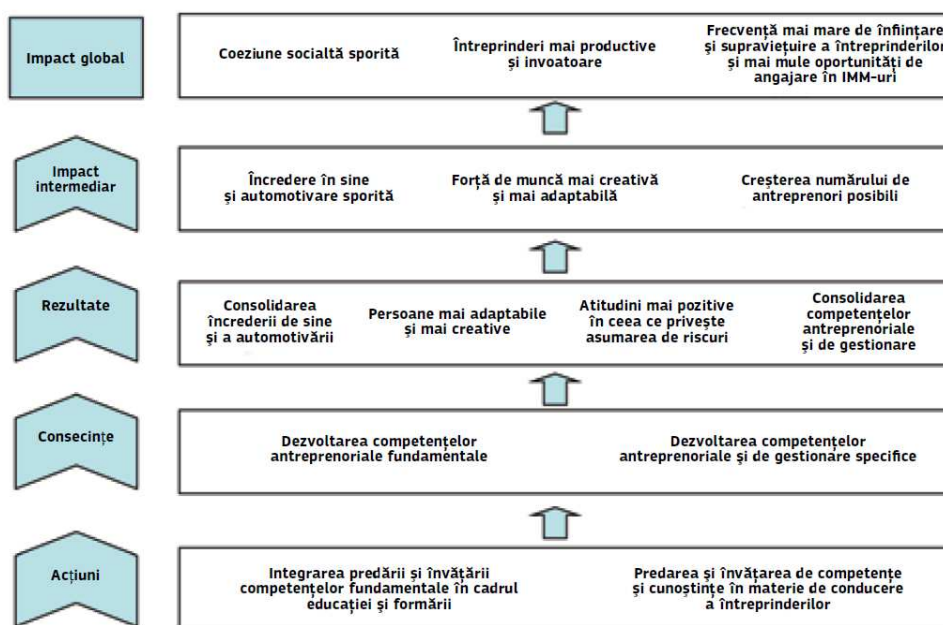 Impact global
Coeziune socialtă sporită
Întreprinderi mai productive
și invoatoare
Frecvență mai mare de înființare
și supraviețuire a întreprinderilor
și mai mule oportunități de
angajare în IMM-uri
Impact
intermediar
Încredere în sine
și automotivare sporită
Forță de muncă mai creativă
și mai adaptabilă
Creșterea numărului de
antreprenori posibili
Rezultate
Consolidarea
încrederii de sine
și a automotivării
Persoane mai adaptabile
și mai creative
Atitudini mai pozitive
în ceea ce privește
asumarea de riscuri
Consolidarea
competențelor
antreprenoriale
și de gestionare
Consecințe
Dezvoltarea competențelor
antreprenoriale fundamentale
Dezvoltarea competențelor
antreprenoriale și de gestionare specifice
Acțiuni
Integrarea predării și învățării
competențelor fundamentale în cadrul
educației și formării
Predarea și învățarea de competențe
și cunoștințe în materie de conducere
a întreprinderilor